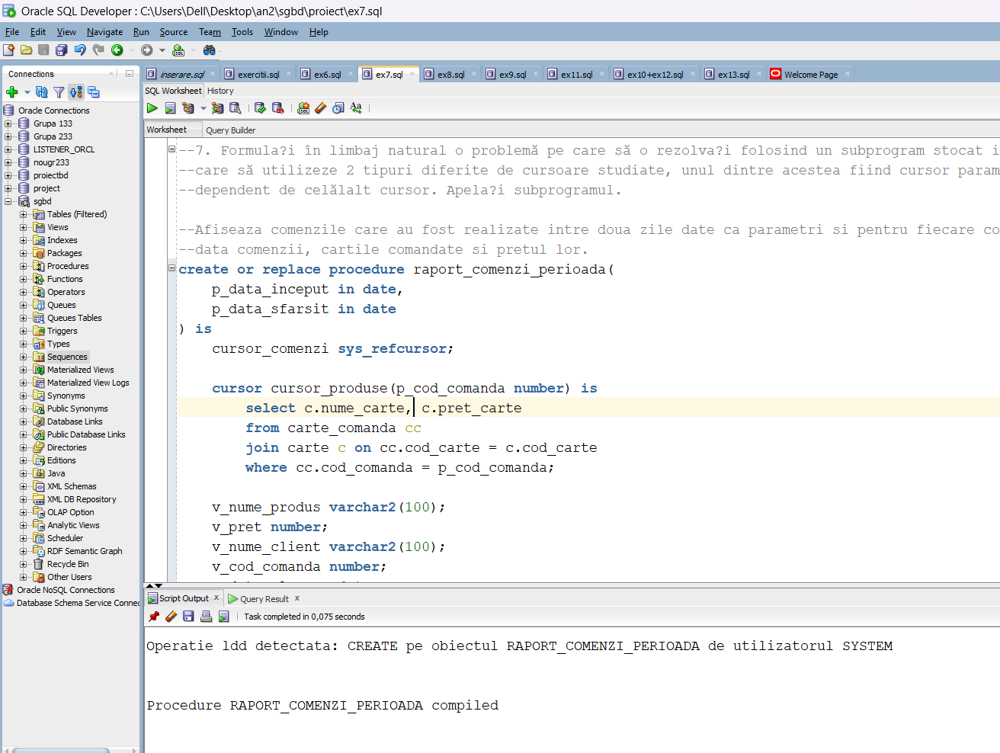 Oracle SQL Developer : C:\Users\Dell\Desktop\an2\sgbd\proiect\ex7.sql
File Edit View Navigate Run Source Team Tools Window Help
Connections
Oracle Connections
Grupa 133
Grupa 233
LISTENER_ORCL
nougr233
proiectbd
project
sgbd
Tables (Filtered)
Views
Indexes
Packages
Procedures
Functions
Operators
Queues
Queues Tables
Triggers
Types
Sequences
Materialized Views
Materialized View Logs
Synonyms
Public Synonyms
Database Links
Public Database Links
Directories
Editions
Java
XML Schemas
XML DB Repository
OLAP Option
Analytic Views
Scheduler
RDF Semantic Graph
Recycle Bin
Other Users
Oracle NoSQL Connections
Database Schema Service Connec
inserare.sql exercitii.sql ex6.sql ex7.sql ex8.sql ex9.sql ex11.sql ex10+ex12.sql ex13.sql Welcome Page
SQL Worksheet History
Worksheet Query Builder
--7. Formula?i în limbaj natural o problemă pe care să o rezolva?i folosind un subprogram stocat i
--care să utilizeze 2 tipuri diferite de cursoare studiate, unul dintre acestea fiind cursor param
--dependent de celălalt cursor. Apela?i subprogramul.
--Afiseaza comenzile care au fost realizate intre doua zile date ca parametri si pentru fiecare co
--data comenzii, cartile comandate si pretul lor.
create or replace procedure raport_comenzi_perioada(
p_data_inceput in date,
p_data_sfarsit in date
) is
cursor_comenzi sys_refcursor;
cursor cursor_produse(p_cod_comanda number) is
select c.nume_carte, c.pret_carte
from carte_comanda cc
join carte c on cc.cod_carte = c.cod_carte
where cc.cod_comanda = p_cod_comanda;
v_nume_produs varchar2(100);
v_pret number;
v_nume_client varchar2(100);
v_cod_comanda number;
Script Output Query Result
Task completed in 0,075 seconds
Operatie ldd detectata: CREATE pe obiectul RAPORT_COMENZI_PERIOADA de utilizatorul SYSTEM
Procedure RAPORT_COMENZI_PERIOADA compiled